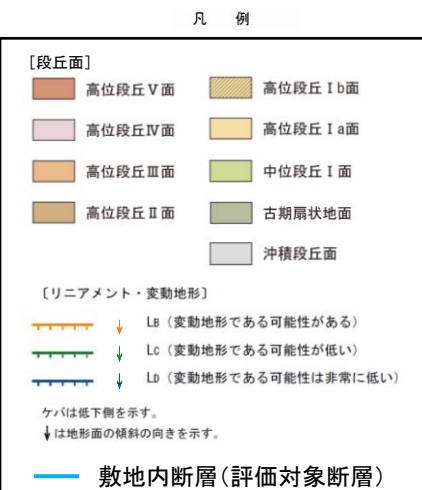 凡 例
[段丘面]
高位段丘Ⅴ面
高位段丘Ⅳ面
高位段丘Ⅲ面
高位段丘Ⅱ面
高位段丘Ⅰb面
高位段丘Ⅰa面
中位段丘Ⅰ面
古期扇状地面
沖積段丘面
〔リニアメント・変動地形〕
LB（変動地形である可能性がある）
LC（変動地形である可能性が低い）
LD（変動地形である可能性は非常に低い）
ケバは低下側を示す。
↓は地形面の傾斜の向きを示す。
敷地内断層(評価対象断層)